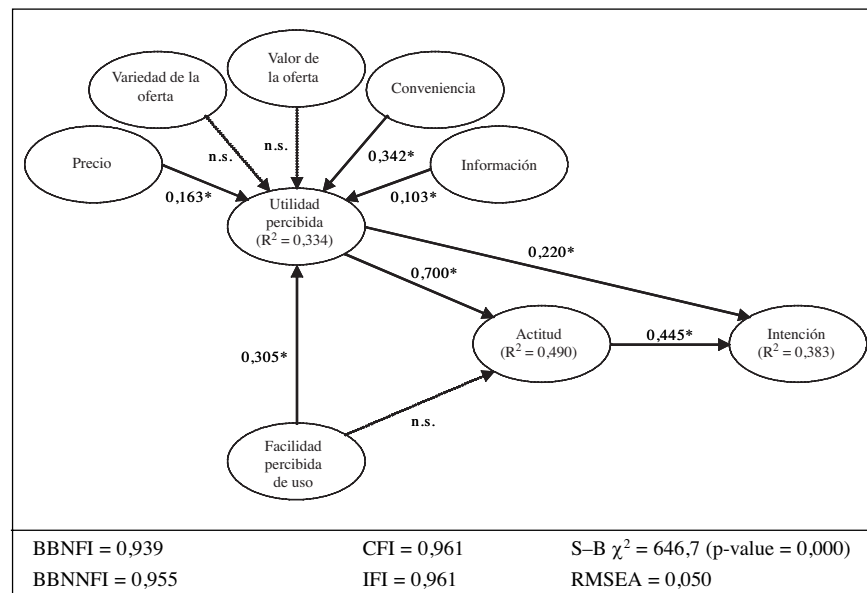 Variedad de la
oferta
Valor de
la oferta
Conveniencia
Precio
Información
n.s.
n.s.
0,342*
0,163*
0,103*
Utilidad
percibida
(R² = 0,334)
0,220*
0,700*
Actitud
(R² = 0,490)
0,445*
Intención
(R² = 0,383)
0,305*
n.s.
Facilidad
percibida
de uso
BBNFI = 0,939 CFI = 0,961 S–B χ² = 646,7 (p-value = 0,000)
BBNNFI = 0,955 IFI = 0,961 RMSEA = 0,050